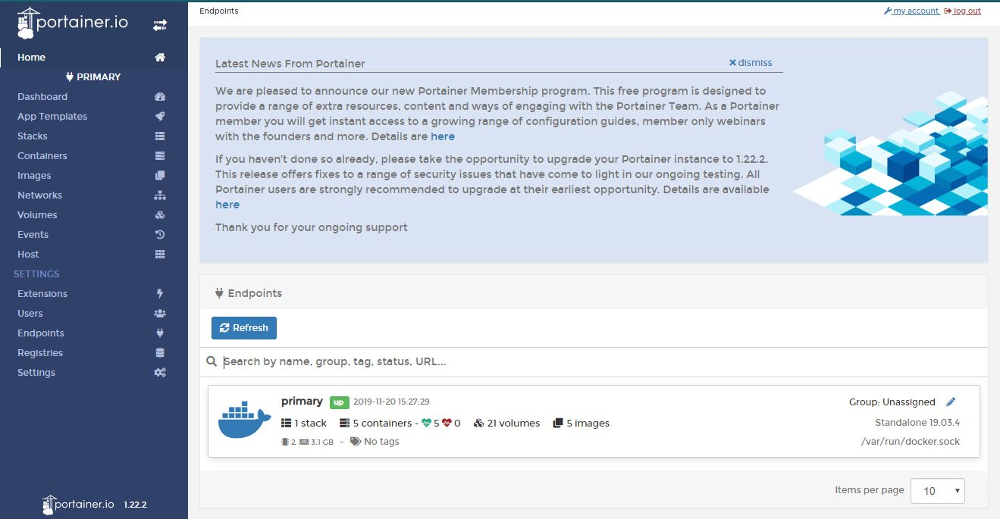 portainer.io
Home
PRIMARY
Dashboard
App Templates
Stacks
Containers
Images
Networks
Volumes
Events
Host
SETTINGS
Extensions
Users
Endpoints
Registries
Settings
portainer.io 1.22.2
Endpoints
my account log out
Latest News From Portainer
dismiss
We are pleased to announce our new Portainer Membership program. This free program is designed to
provide a range of extra resources, content and ways of engaging with the Portainer Team. As a Portainer
member you will get instant access to a growing range of configuration guides, member only webinars
with the founders and more. Details are here
If you haven't done so already, please take the opportunity to upgrade your Portainer instance to 1.22.2.
This release offers fixes to a range of security issues that have come to light in our ongoing testing. All
Portainer users are strongly recommended to upgrade at their earliest opportunity. Details are available
here
Thank you for your ongoing support
Endpoints
Refresh
Search by name, group, tag, status, URL...
primary up 2019-11-20 15:27:29
Group: Unassigned
1 stack 5 containers - 5 0 21 volumes 5 images
Standalone 19.03.4
2 3.1 GB - No tags
/var/run/docker.sock
Items per page 10